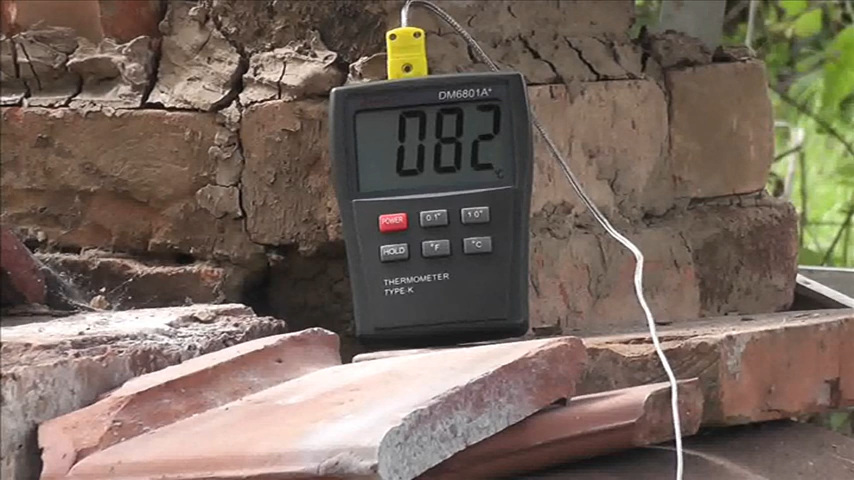 DM6801A+
082
°C
POWER 0.1° 1.0°
HOLD °F °C
THERMOMETER
TYPE-K